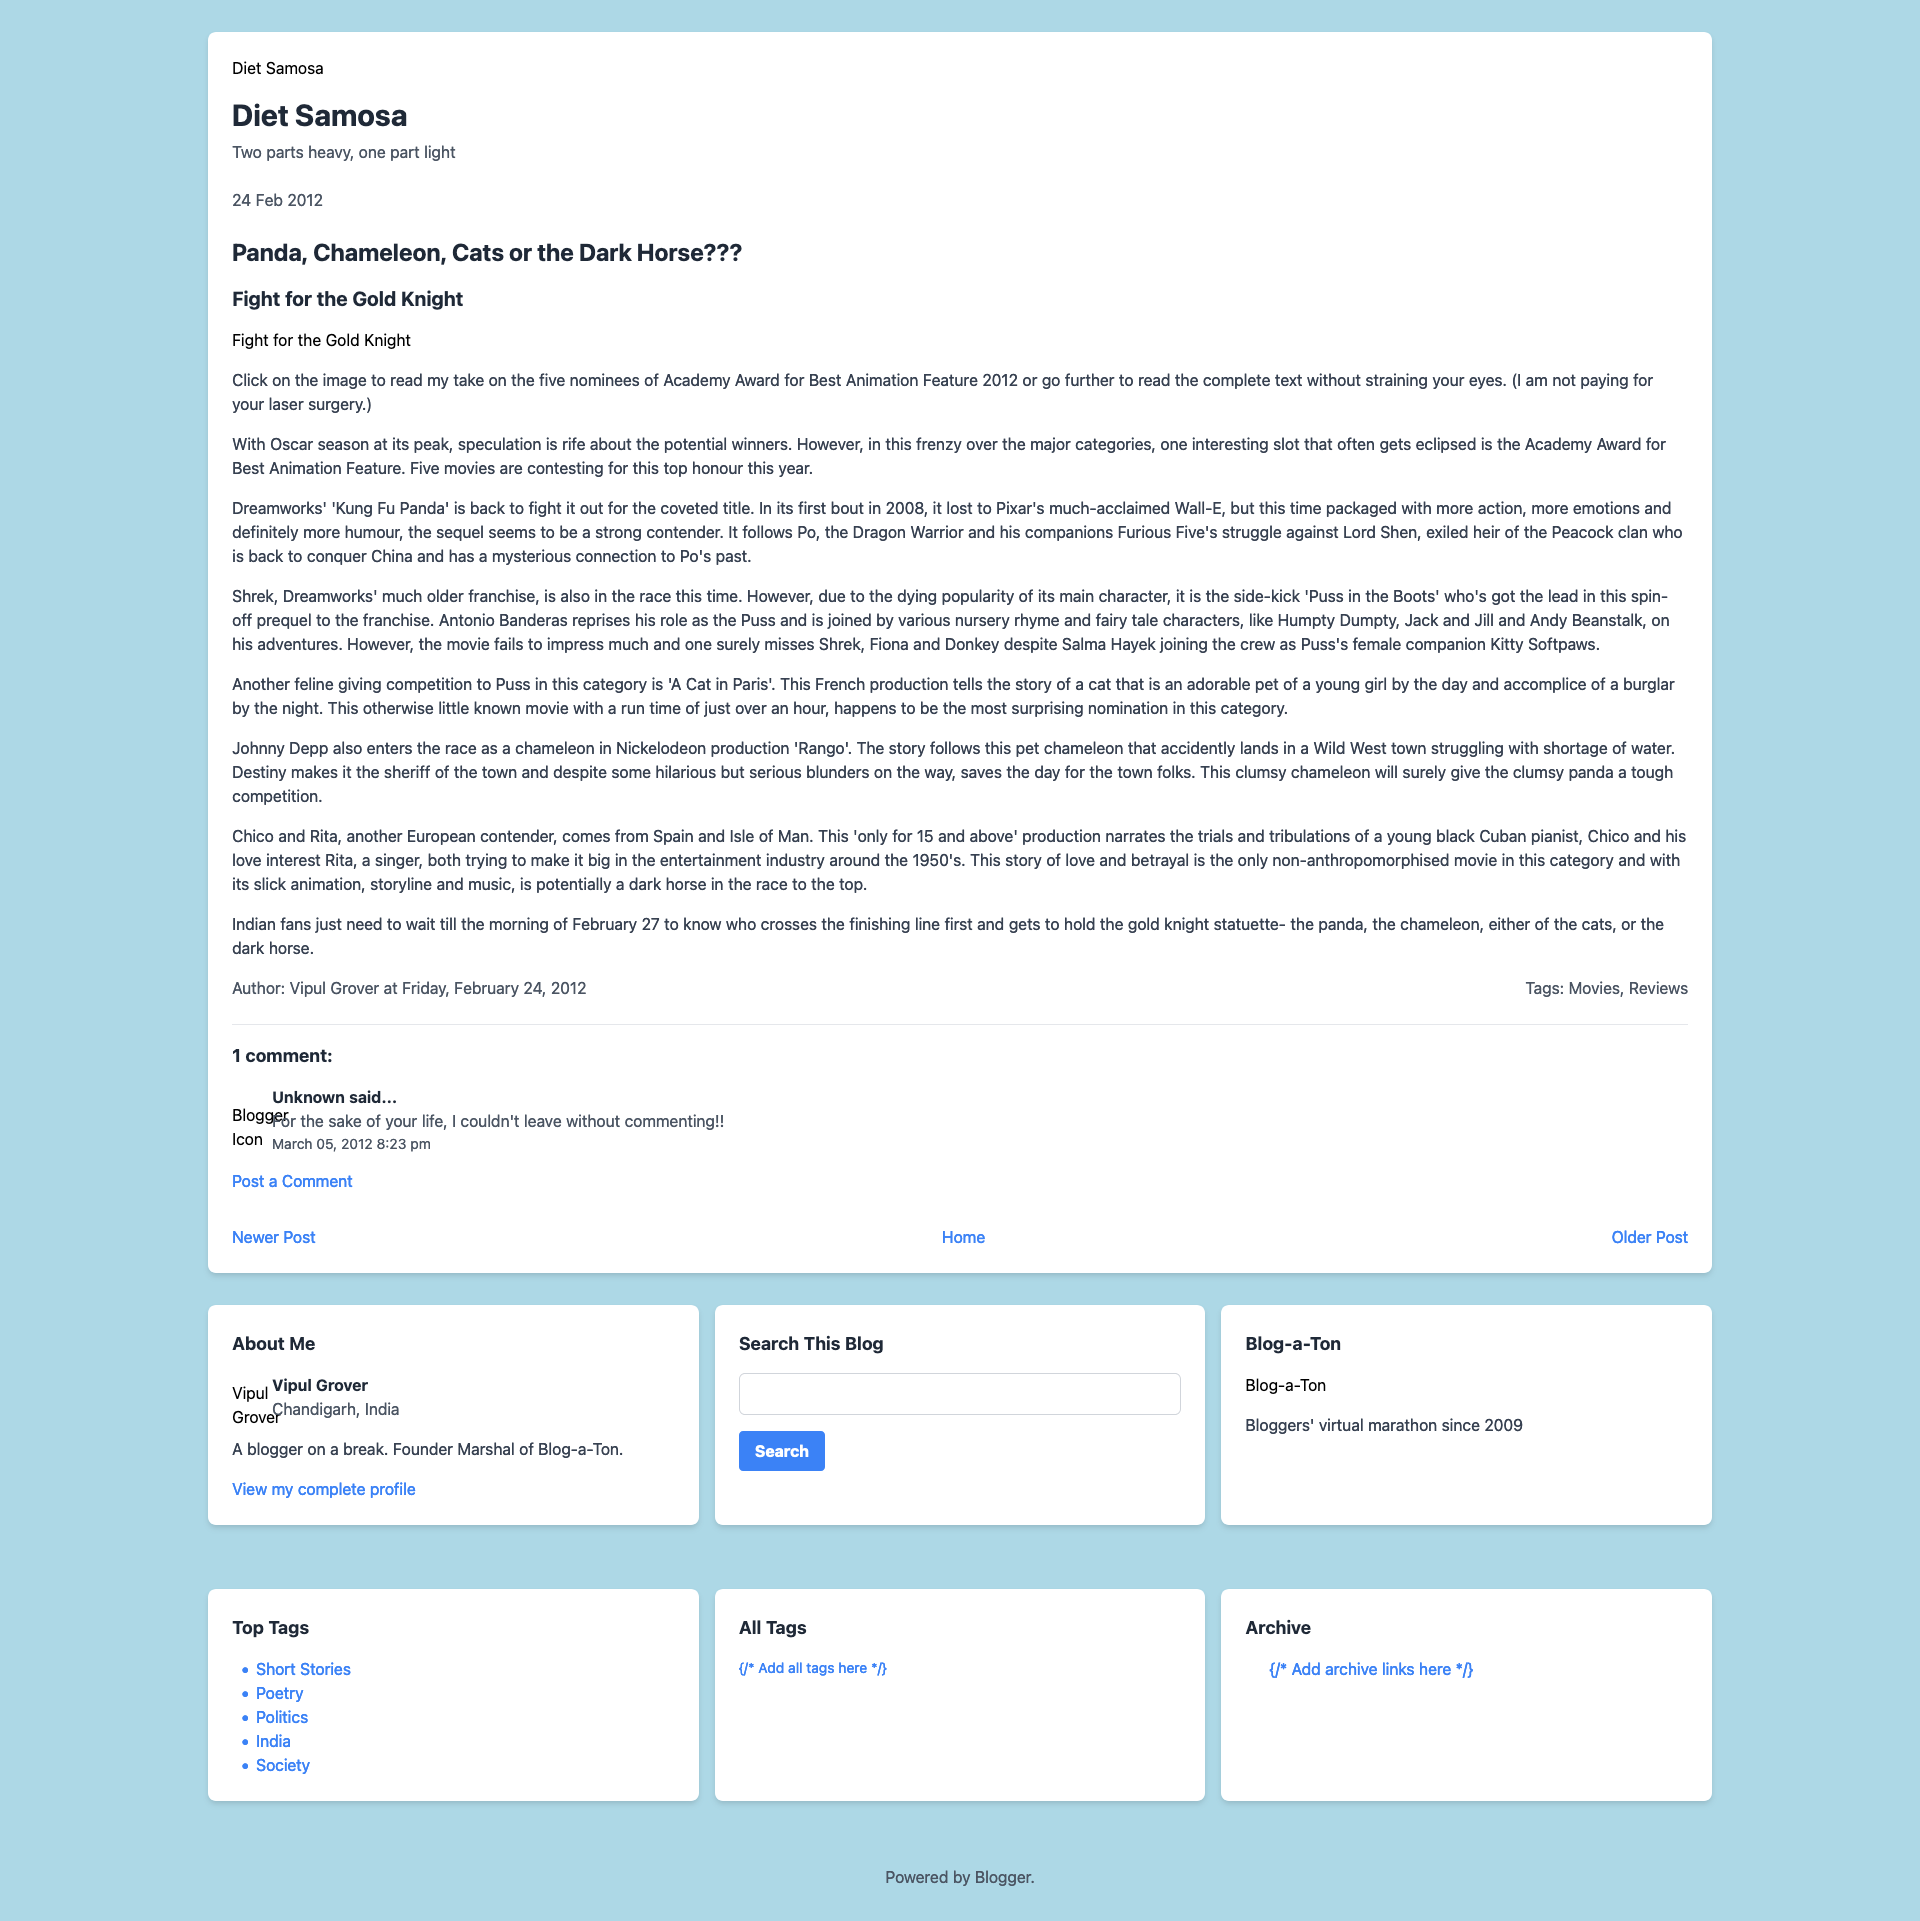 Diet Samosa
Diet Samosa
Two parts heavy, one part light
24 Feb 2012
Panda, Chameleon, Cats or the Dark Horse???
Fight for the Gold Knight
Fight for the Gold Knight
Click on the image to read my take on the five nominees of Academy Award for Best Animation Feature 2012 or go further to read the complete text without straining your eyes. (I am not paying for
your laser surgery.)
With Oscar season at its peak, speculation is rife about the potential winners. However, in this frenzy over the major categories, one interesting slot that often gets eclipsed is the Academy Award for
Best Animation Feature. Five movies are contesting for this top honour this year.
Dreamworks' 'Kung Fu Panda' is back to fight it out for the coveted title. In its first bout in 2008, it lost to Pixar's much-acclaimed Wall-E, but this time packaged with more action, more emotions and
definitely more humour, the sequel seems to be a strong contender. It follows Po, the Dragon Warrior and his companions Furious Five's struggle against Lord Shen, exiled heir of the Peacock clan who
is back to conquer China and has a mysterious connection to Po's past.
Shrek, Dreamworks' much older franchise, is also in the race this time. However, due to the dying popularity of its main character, it is the side-kick 'Puss in the Boots' who's got the lead in this spin-
off prequel to the franchise. Antonio Banderas reprises his role as the Puss and is joined by various nursery rhyme and fairy tale characters, like Humpty Dumpty, Jack and Jill and Andy Beanstalk, on
his adventures. However, the movie fails to impress much and one surely misses Shrek, Fiona and Donkey despite Salma Hayek joining the crew as Puss's female companion Kitty Softpaws.
Another feline giving competition to Puss in this category is 'A Cat in Paris'. This French production tells the story of a cat that is an adorable pet of a young girl by the day and accomplice of a burglar
by the night. This otherwise little known movie with a run time of just over an hour, happens to be the most surprising nomination in this category.
Johnny Depp also enters the race as a chameleon in Nickelodeon production 'Rango'. The story follows this pet chameleon that accidently lands in a Wild West town struggling with shortage of water.
Destiny makes it the sheriff of the town and despite some hilarious but serious blunders on the way, saves the day for the town folks. This clumsy chameleon will surely give the clumsy panda a tough
competition.
Chico and Rita, another European contender, comes from Spain and Isle of Man. This 'only for 15 and above' production narrates the trials and tribulations of a young black Cuban pianist, Chico and his
love interest Rita, a singer, both trying to make it big in the entertainment industry around the 1950's. This story of love and betrayal is the only non-anthropomorphised movie in this category and with
its slick animation, storyline and music, is potentially a dark horse in the race to the top.
Indian fans just need to wait till the morning of February 27 to know who crosses the finishing line first and gets to hold the gold knight statuette- the panda, the chameleon, either of the cats, or the
dark horse.
Author: Vipul Grover at Friday, February 24, 2012
Tags: Movies, Reviews
1 comment:
Blogger
Icon
Unknown said...
For the sake of your life, I couldn't leave without commenting!!
March 05, 2012 8:23 pm
Post a Comment
Newer Post
Home
Older Post
About Me
Vipul
Grover
Vipul Grover
Chandigarh, India
A blogger on a break. Founder Marshal of Blog-a-Ton.
View my complete profile
Search This Blog
Search
Blog-a-Ton
Blog-a-Ton
Bloggers' virtual marathon since 2009
Top Tags
• Short Stories
• Poetry
• Politics
• India
• Society
All Tags
{/* Add all tags here */}
Archive
{/* Add archive links here */}
Powered by Blogger.